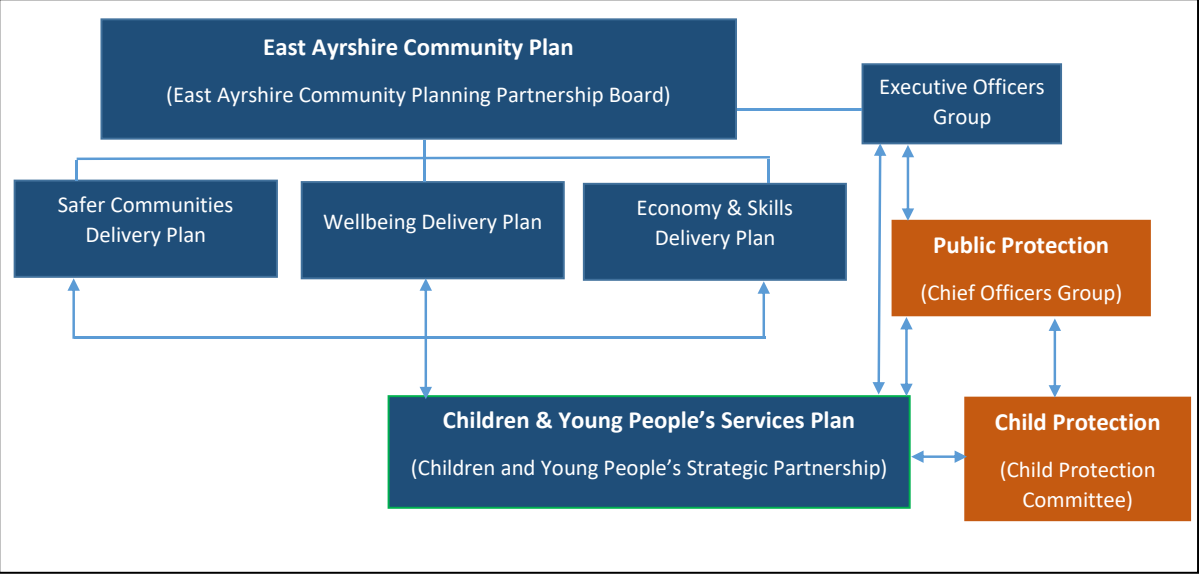 East Ayrshire Community Plan
(East Ayrshire Community Planning Partnership Board)
Executive Officers
Group
Safer Communities
Delivery Plan
Wellbeing Delivery Plan
Economy & Skills
Delivery Plan
Public Protection
(Chief Officers Group)
Children & Young People’s Services Plan
(Children and Young People’s Strategic Partnership)
Child Protection
(Child Protection
Committee)